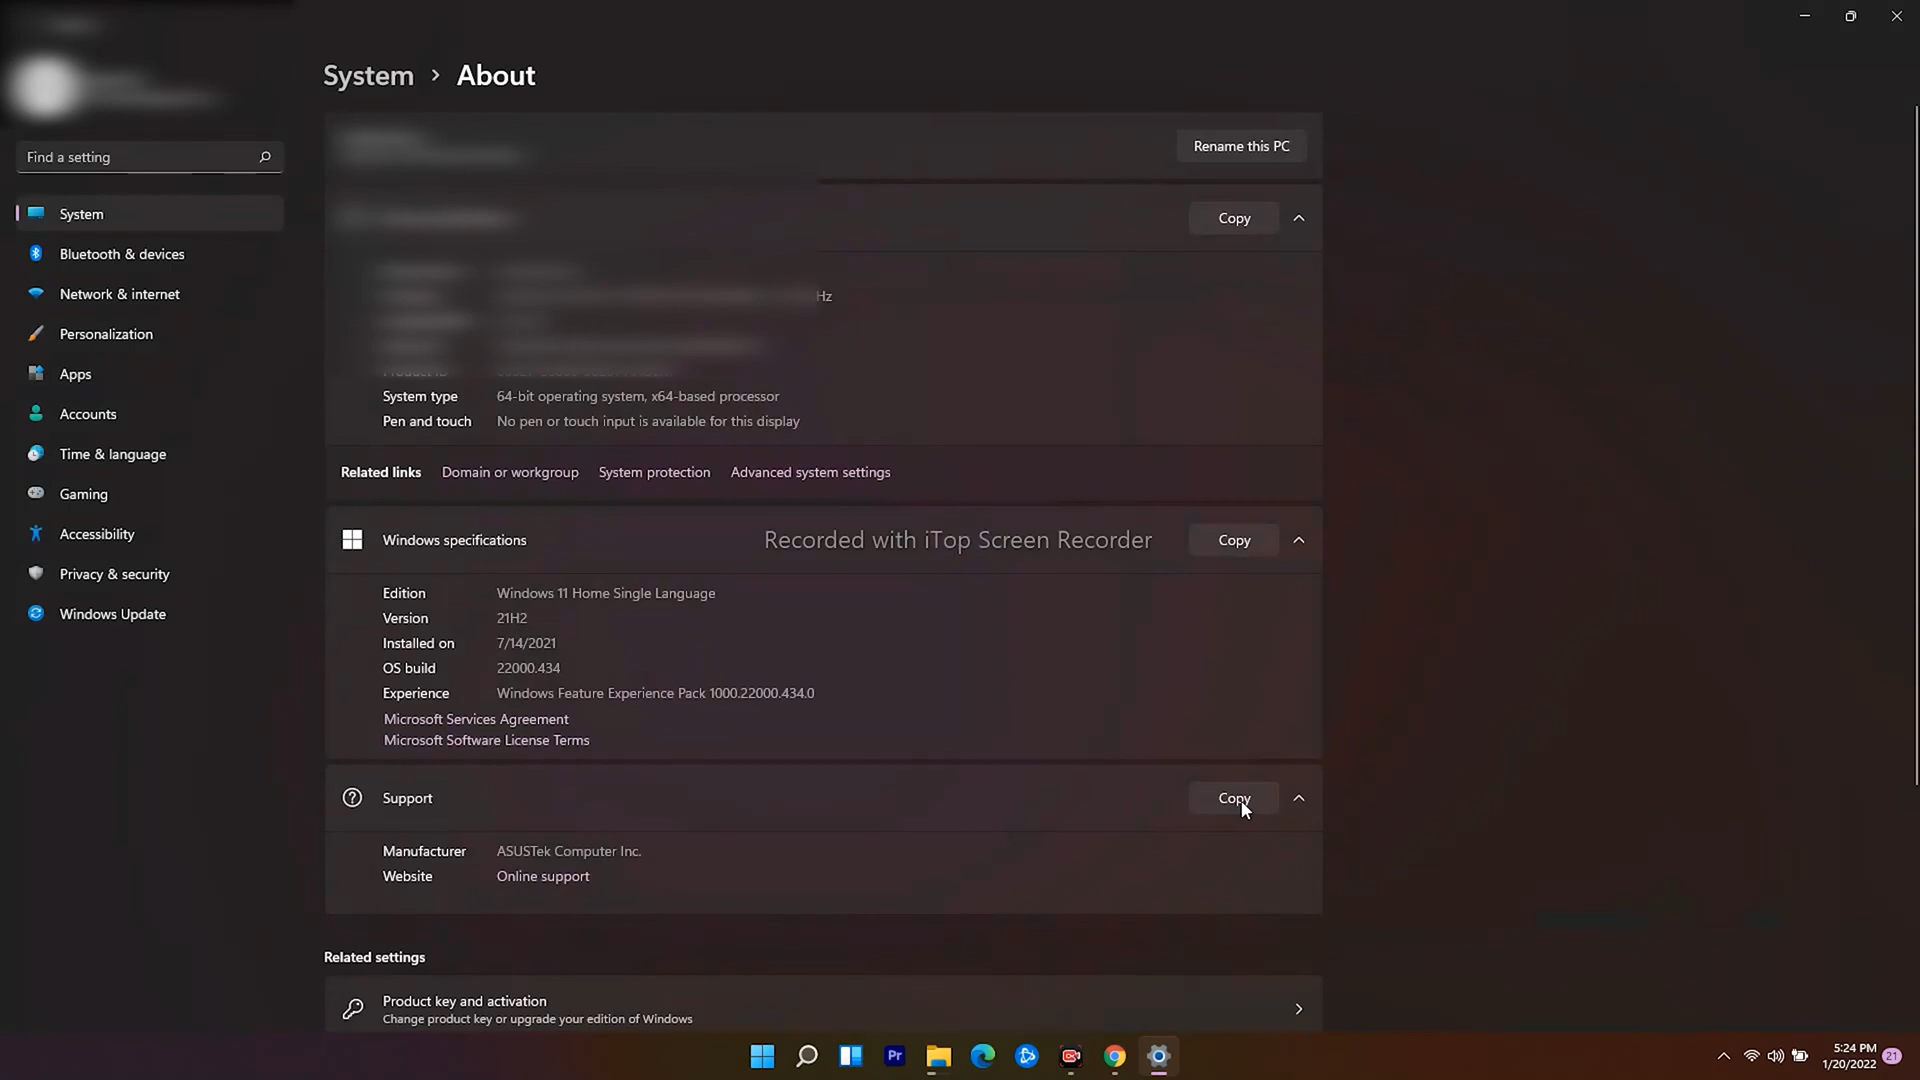 System > About
Rename this PC
Find a setting
System
Bluetooth & devices
Network & internet
Personalization
Apps
Accounts
Time & language
Gaming
Accessibility
Privacy & security
Windows Update
Copy
Hz
System type 64-bit operating system, x64-based processor
Pen and touch No pen or touch input is available for this display
Related links Domain or workgroup System protection Advanced system settings
Windows specifications Recorded with iTop Screen Recorder Copy
Edition Windows 11 Home Single Language
Version 21H2
Installed on 7/14/2021
OS build 22000.434
Experience Windows Feature Experience Pack 1000.22000.434.0
Microsoft Services Agreement
Microsoft Software License Terms
Support Copy
Manufacturer ASUSTek Computer Inc.
Website Online support
Related settings
Product key and activation
Change product key or upgrade your edition of Windows
Pr
5:24 PM
1/20/2022
21